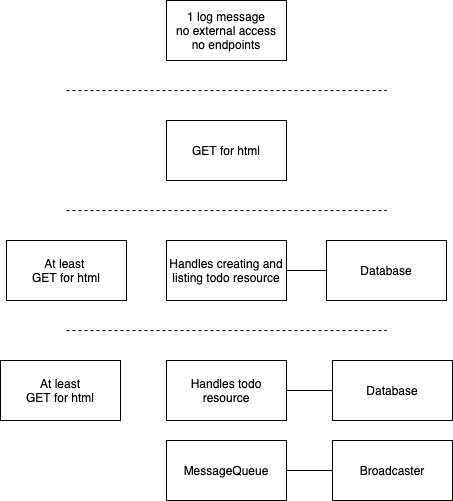 1 log message
no external access
no endpoints
GET for html
At least
GET for html
Handles creating and
listing todo resource
Database
At least
GET for html
Handles todo
resource
Database
MessageQueue
Broadcaster